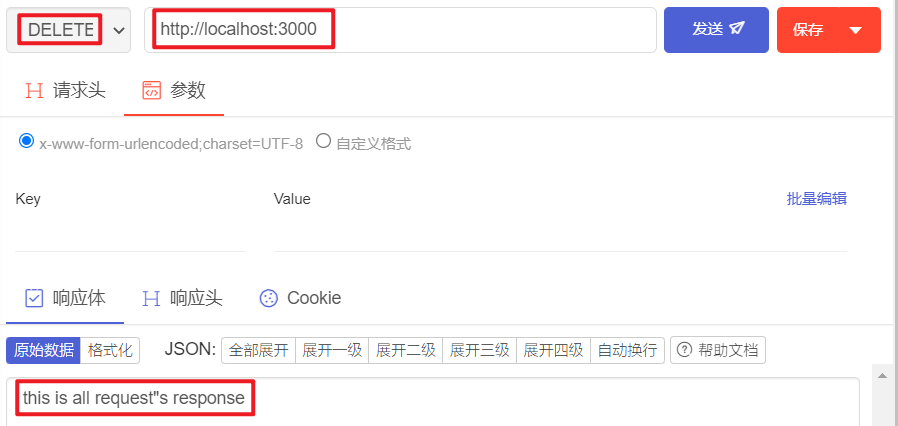 DELETE http://localhost:3000 发送 保存
请求头 参数
x-www-form-urlencoded;charset=UTF-8 自定义格式
Key Value 批量编辑
响应体 响应头 Cookie
原始数据 格式化 JSON: 全部展开 展开一级 展开二级 展开三级 展开四级 自动换行 帮助文档
this is all request"s response